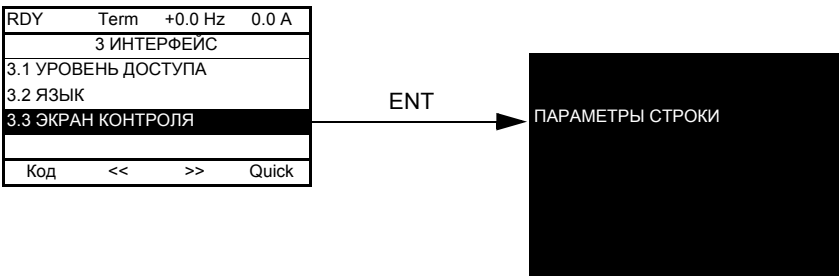 RDY Term +0.0 Hz 0.0 A
3 ИНТЕРФЕЙС
3.1 УРОВЕНЬ ДОСТУПА
3.2 ЯЗЫК
3.3 ЭКРАН КОНТРОЛЯ
Код << >> Quick
ENT
ПАРАМЕТРЫ СТРОКИ